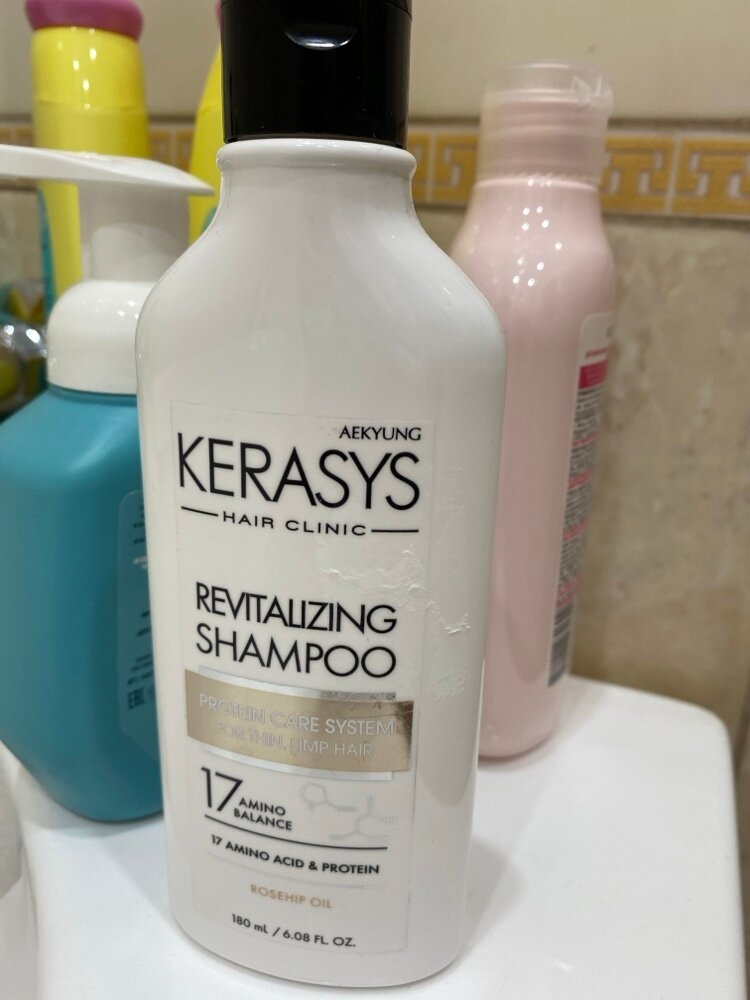 AEKYUNG
KERASYS
HAIR CLINIC
REVITALIZING
SHAMPOO
PROTEIN CARE SYSTEM
FOR THIN, LIMP HAIR
17 AMINO
BALANCE
17 AMINO ACID & PROTEIN
ROSEHIP OIL
180 mL / 6.08 FL. OZ.
EAC